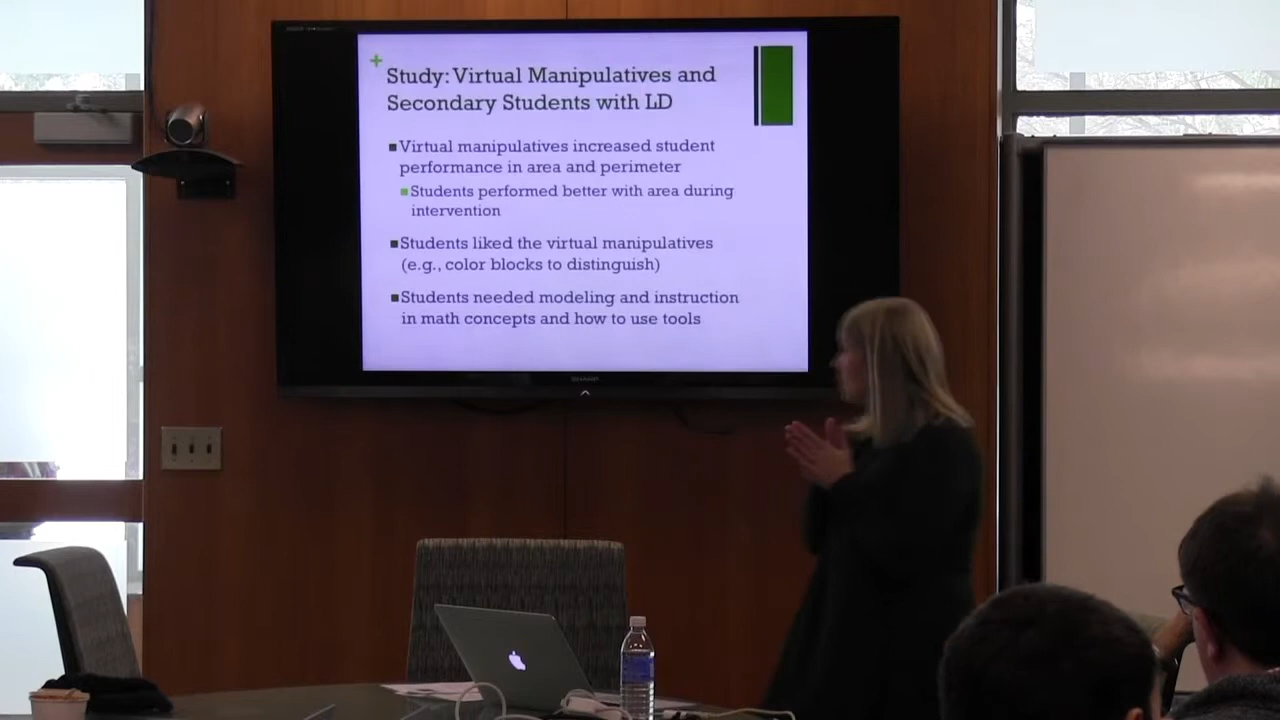 +
Study: Virtual Manipulatives and
Secondary Students with LD
Virtual manipulatives increased student
performance in area and perimeter
Students performed better with area during
intervention
Students liked the virtual manipulatives
(e.g., color blocks to distinguish)
Students needed modeling and instruction
in math concepts and how to use tools
SHARP